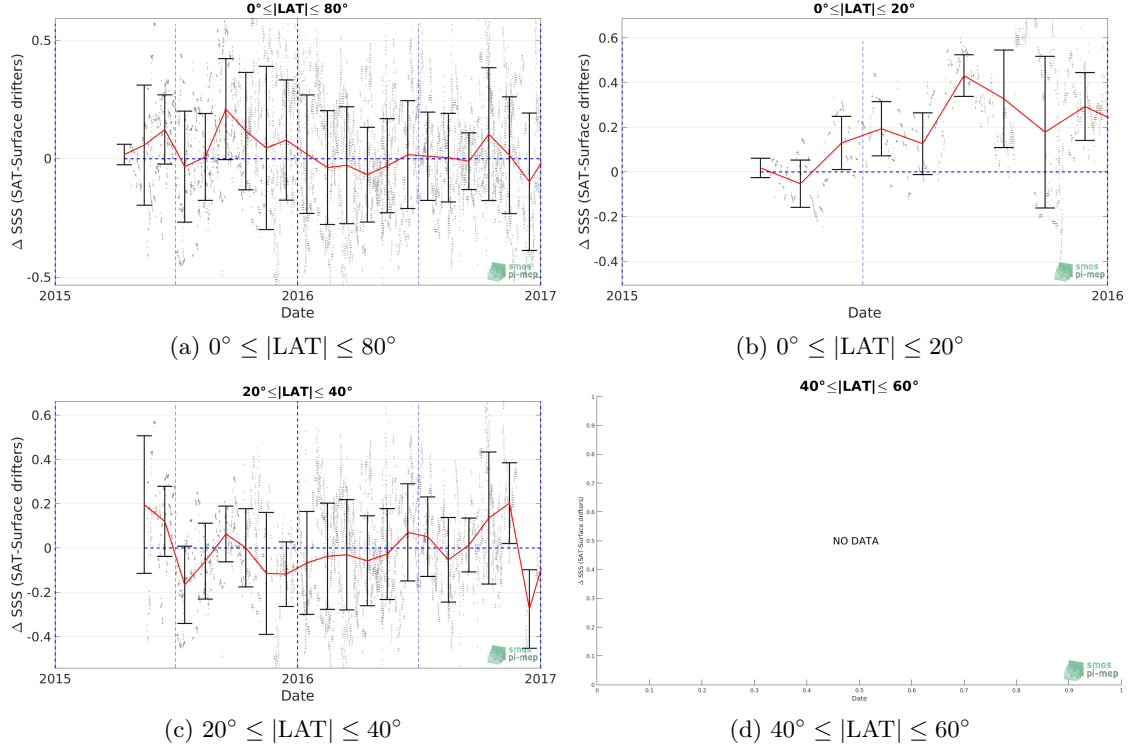 0°≤|LAT|≤ 80°
Δ SSS (SAT-Surface drifters)
0.5
0
-0.5
2015
2016
2017
Date
smos
pi-mep
(a) 0° ≤ |LAT| ≤ 80°
0°≤|LAT|≤ 20°
Δ SSS (SAT-Surface drifters)
0.6
0.4
0.2
0
-0.2
-0.4
2015
2016
Date
smos
pi-mep
(b) 0° ≤ |LAT| ≤ 20°
20°≤|LAT|≤ 40°
Δ SSS (SAT-Surface drifters)
0.6
0.4
0.2
0
-0.2
-0.4
2015
2016
2017
Date
smos
pi-mep
(c) 20° ≤ |LAT| ≤ 40°
40°≤|LAT|≤ 60°
Δ SSS (SAT-Surface drifters)
1
0.9
0.8
0.7
0.6
0.5
0.4
0.3
0.2
0.1
0
NO DATA
0 0.1 0.2 0.3 0.4 0.5 0.6 0.7 0.8 0.9 1
Date
smos
pi-mep
(d) 40° ≤ |LAT| ≤ 60°